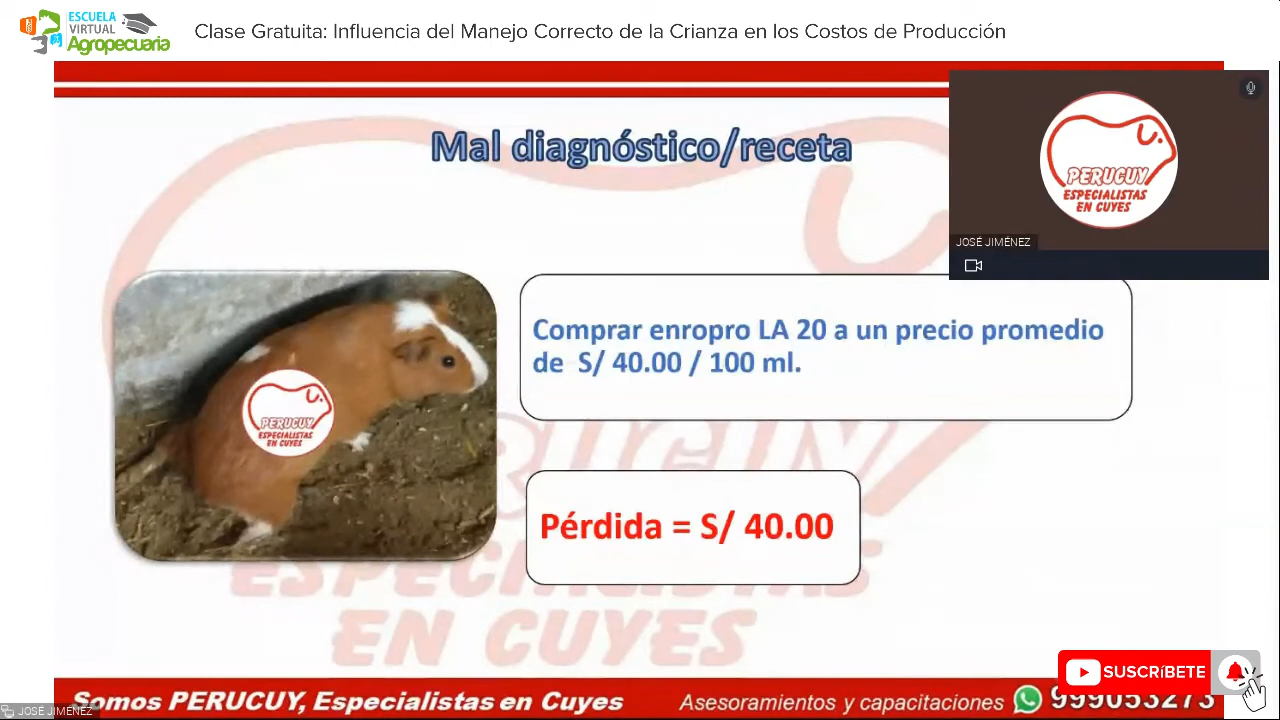 ESCUELA
VIRTUAL
Agropecuaria
Clase Gratuita: Influencia del Manejo Correcto de la Crianza en los Costos de Producción
Mal diagnóstico/receta
PERUCUY
ESPECIALISTAS
EN CUYES
JOSÉ JIMÉNEZ
Comprar enropro LA 20 a un precio promedio
de S/ 40.00 / 100 ml.
PERUCUY
ESPECIALISTAS
EN CUYES
Pérdida = S/ 40.00
PERUCUY
ESPECIALISTAS
EN CUYES
SUSCRíBETE
Somos PERUCUY, Especialistas en Cuyes
Asesoramientos y capacitaciones
999053273
JOSÉ JIMÉNEZ